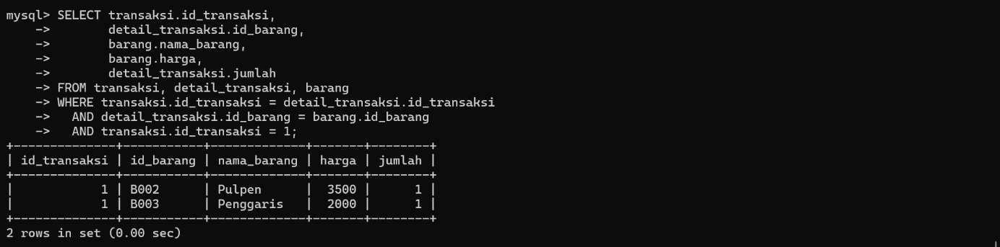 mysql> SELECT transaksi.id_transaksi,
    ->        detail_transaksi.id_barang,
    ->        barang.nama_barang,
    ->        barang.harga,
    ->        detail_transaksi.jumlah
    -> FROM transaksi, detail_transaksi, barang
    -> WHERE transaksi.id_transaksi = detail_transaksi.id_transaksi
    ->   AND detail_transaksi.id_barang = barang.id_barang
    ->   AND transaksi.id_transaksi = 1;
+--------------+-----------+-------------+-------+--------+
| id_transaksi | id_barang | nama_barang | harga | jumlah |
+--------------+-----------+-------------+-------+--------+
|            1 | B002      | Pulpen      |  3500 |      1 |
|            1 | B003      | Penggaris   |  2000 |      1 |
+--------------+-----------+-------------+-------+--------+
2 rows in set (0.00 sec)